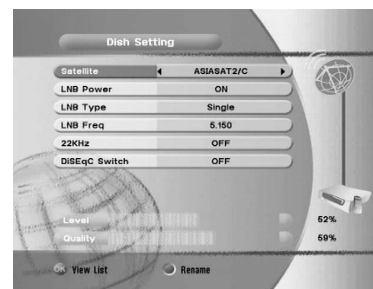 Dish Setting
Satellite ASIASAT2/C
LNB Power ON
LNB Type Single
LNB Freq 5.150
22KHz OFF
DiSEqC Switch OFF
Level 52%
Quality 59%
OK View List Rename